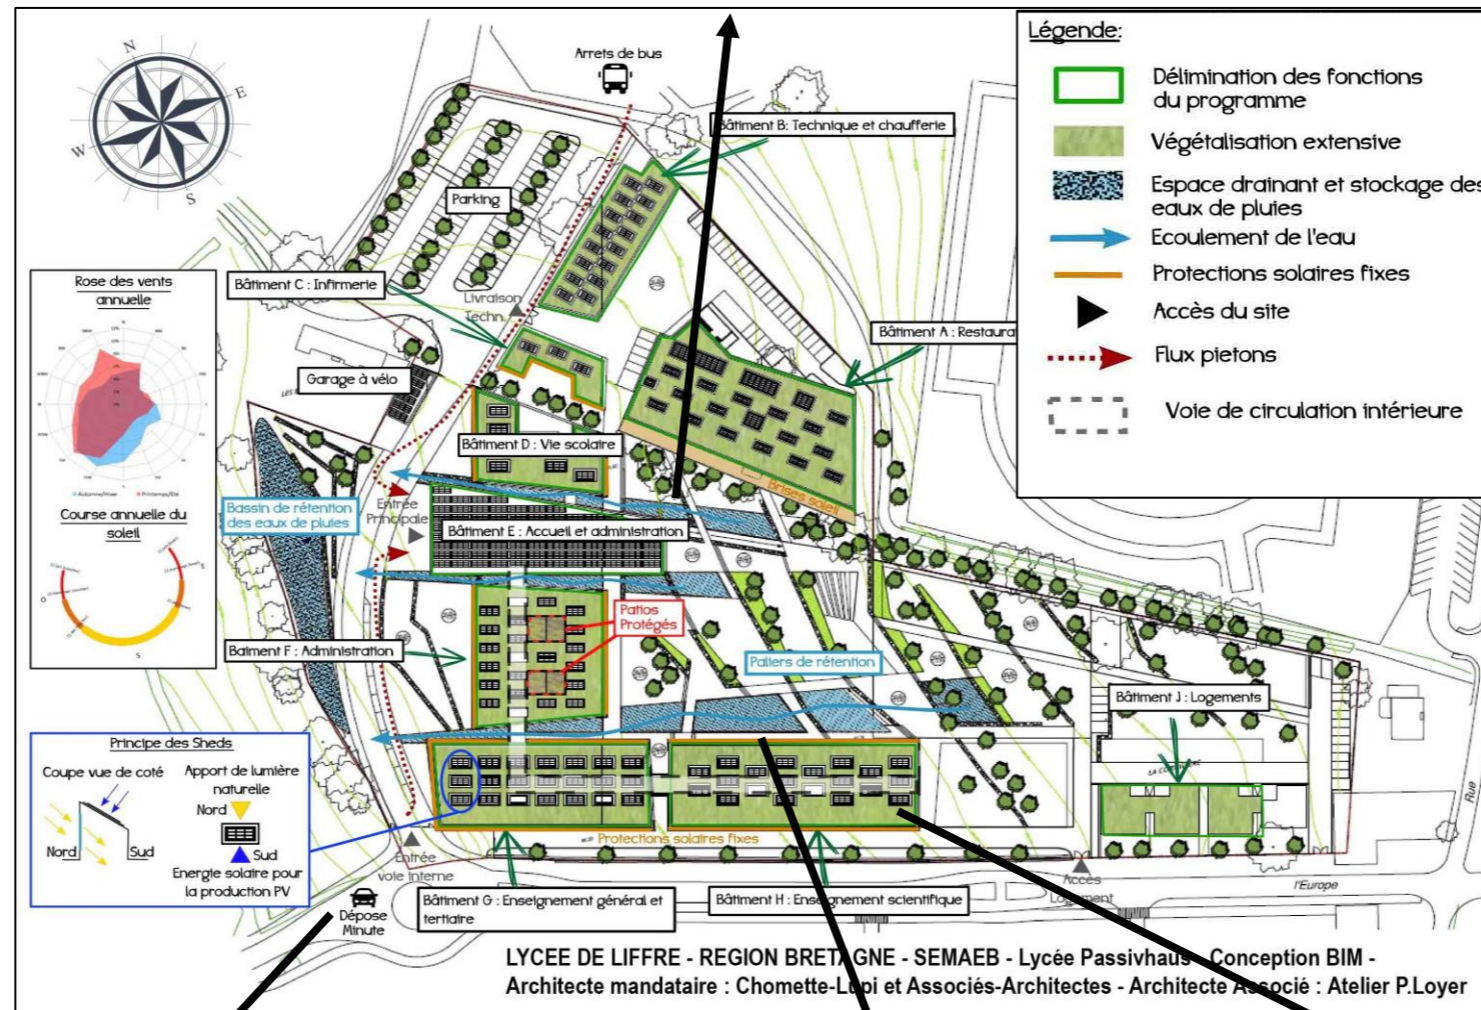 N
E
W
S
Arrets de bus
Bâtiment B: Technique et chaufferie
Parking
Bâtiment C : Infirmerie
Livraison
Techn.
Bâtiment A : Restaurat
Garage à vélo
Rose des vents
annuelle
Automne/Hiver
Printemps/Eté
Course annuelle du
soleil
O
E
S
Bâtiment D : Vie scolaire
Brises soleil
Bassin de rétention
des eaux de pluies
Entrée
Principale
Bâtiment E : Accueil et administration
Patios
Protégés
Batiment F : Administration
Paliers de rétention
Bâtiment J : Logements
Principe des Sheds
Coupe vue de coté
Apport de lumière
naturelle
Nord
Nord
Sud
Sud
Energie solaire pour
la production PV
Protections solaires fixes
Entrée
voie interne
Accès
Logement
l'Europe
Rue
Dépose
Minute
Bâtiment G : Enseignement général et
tertiaire
Bâtiment H : Enseignement scientifique
LYCEE DE LIFFRE - REGION BRETAGNE - SEMAEB - Lycée Passivhaus - Conception BIM -
Architecte mandataire : Chomette-Lupi et Associés-Architectes - Architecte Associé : Atelier P.Loyer
Légende:
Délimination des fonctions
du programme
Végétalisation extensive
Espace drainant et stockage des
eaux de pluies
Ecoulement de l'eau
Protections solaires fixes
Accès du site
Flux pietons
Voie de circulation intérieure